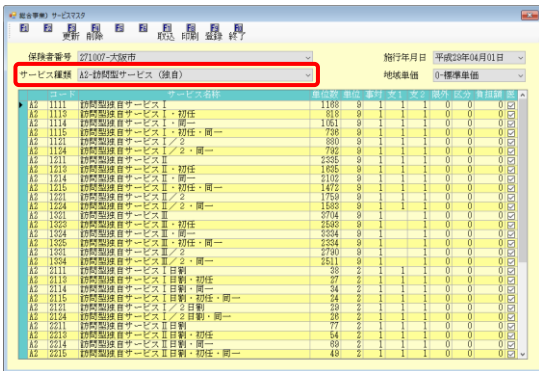 総合事業) サービスマスタ
更新 削除 取込 印刷 登録 終了
保険者番号 271007-大阪市 施行年月日 平成29年04月01日
サービス種類 A2-訪問型サービス（独自） 地域単価 0-標準単価
コード サービス名称 単位数 単位 事対 支1 支2 限外 区分 負担額 選
A2 1111 訪問型独自サービスⅠ 1168 9 1 1 1 0 0 0
A2 1113 訪問型独自サービスⅠ・初任 818 9 1 1 1 0 0 0
A2 1114 訪問型独自サービスⅠ・同一 1051 9 1 1 1 0 0 0
A2 1115 訪問型独自サービスⅠ・初任・同一 736 9 1 1 1 0 0 0
A2 1121 訪問型独自サービスⅠ／2 880 9 1 1 1 0 0 0
A2 1124 訪問型独自サービスⅠ／2・同一 792 9 1 1 1 0 0 0
A2 1211 訪問型独自サービスⅡ 2335 9 1 1 1 0 0 0
A2 1213 訪問型独自サービスⅡ・初任 1635 9 1 1 1 0 0 0
A2 1214 訪問型独自サービスⅡ・同一 2102 9 1 1 1 0 0 0
A2 1215 訪問型独自サービスⅡ・初任・同一 1472 9 1 1 1 0 0 0
A2 1221 訪問型独自サービスⅡ／2 1759 9 1 1 1 0 0 0
A2 1224 訪問型独自サービスⅡ／2・同一 1583 9 1 1 1 0 0 0
A2 1321 訪問型独自サービスⅢ 3704 9 1 1 0 0 0
A2 1323 訪問型独自サービスⅢ・初任 2593 9 1 1 0 0 0
A2 1324 訪問型独自サービスⅢ・同一 3334 9 1 1 0 0 0
A2 1325 訪問型独自サービスⅢ・初任・同一 2334 9 1 1 0 0 0
A2 1331 訪問型独自サービスⅢ／2 2790 9 1 1 0 0 0
A2 1334 訪問型独自サービスⅢ／2・同一 2511 9 1 1 0 0 0
A2 2111 訪問型独自サービスⅠ日割 38 2 1 1 1 0 0 0
A2 2113 訪問型独自サービスⅠ日割・初任 27 2 1 1 1 0 0 0
A2 2114 訪問型独自サービスⅠ日割・同一 34 2 1 1 1 0 0 0
A2 2115 訪問型独自サービスⅠ日割・初任・同一 24 2 1 1 1 0 0 0
A2 2121 訪問型独自サービスⅠ／2日割 29 2 1 1 1 0 0 0
A2 2124 訪問型独自サービスⅠ／2日割・同一 26 2 1 1 1 0 0 0
A2 2211 訪問型独自サービスⅡ日割 77 2 1 1 1 0 0 0
A2 2213 訪問型独自サービスⅡ日割・初任 54 2 1 1 1 0 0 0
A2 2214 訪問型独自サービスⅡ日割・同一 69 2 1 1 1 0 0 0
A2 2215 訪問型独自サービスⅡ日割・初任・同一 49 2 1 1 1 0 0 0